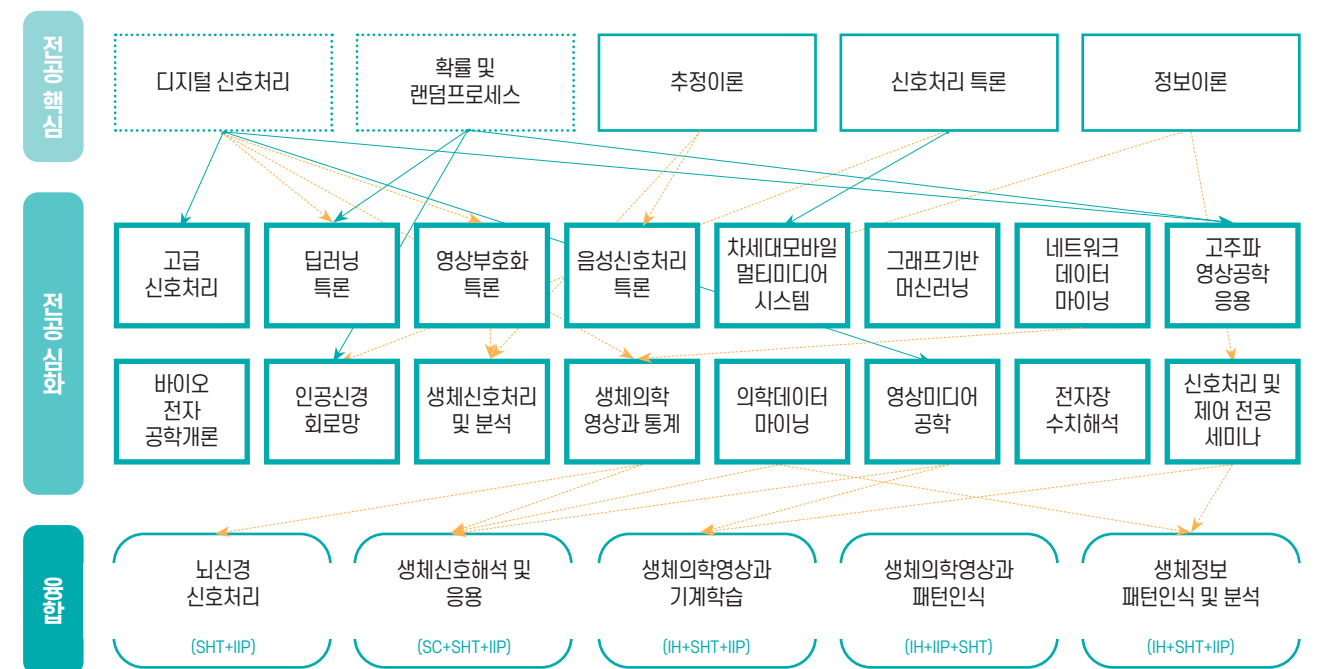 전공 핵심
디지털 신호처리
확률 및
랜덤프로세스
추정이론
신호처리 특론
정보이론
전공 심화
고급
신호처리
딥러닝
특론
영상부호화
특론
음성신호처리
특론
차세대모바일
멀티미디어
시스템
그래프기반
머신러닝
네트워크
데이터
마이닝
고주파
영상공학
응용
바이오
전자
공학개론
인공신경
회로망
생체신호처리
및 분석
생체의학
영상과 통계
의학데이터
마이닝
영상미디어
공학
전자장
수치해석
신호처리 및
제어 전공
세미나
융합
뇌신경
신호처리
(SHT+IIP)
생체신호해석 및
응용
(SC+SHT+IIP)
생체의학영상과
기계학습
(IH+SHT+IIP)
생체의학영상과
패턴인식
(IH+IIP+SHT)
생체정보
패턴인식 및 분석
(IH+SHT+IIP)